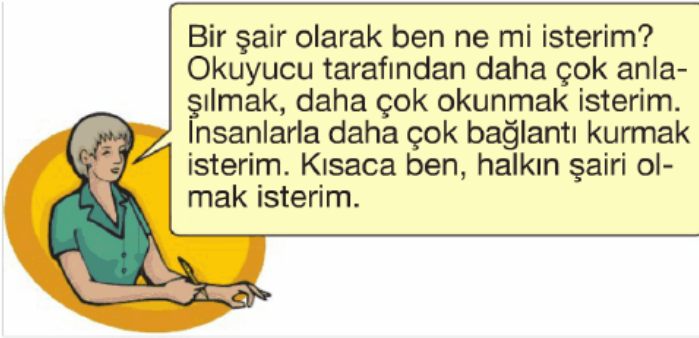 Bir şair olarak ben ne mi isterim?
Okuyucu tarafından daha çok anla-
şılmak, daha çok okunmak isterim.
İnsanlarla daha çok bağlantı kurmak
isterim. Kısaca ben, halkın şairi ol-
mak isterim.